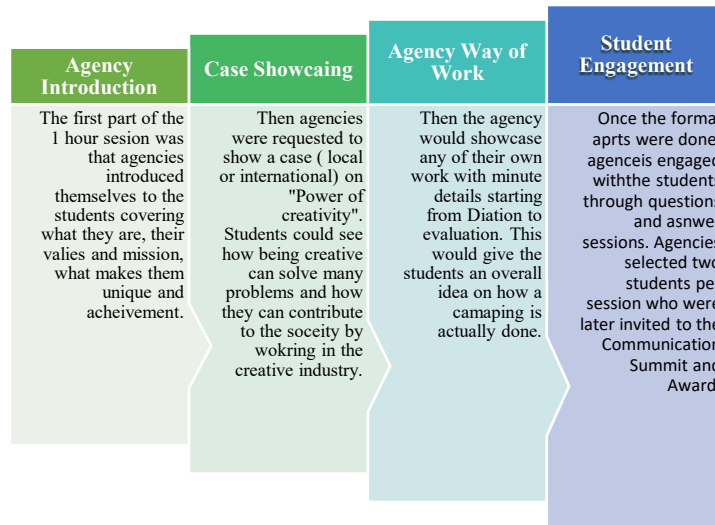 Agency
Introduction
The first part of the
1 hour sesion was
that agencies
introduced
themselves to the
students covering
what they are, their
valies and mission,
what makes them
unique and
acheivement.
Case Showcaing
Then agencies
were requested to
show a case ( local
or international) on
"Power of
creativity".
Students could see
how being creative
can solve many
problems and how
they can contribute
to the soceity by
wokring in the
creative industry.
Agency Way of
Work
Then the agency
would showcase
any of their own
work with minute
details starting
from Diation to
evaluation. This
would give the
students an overall
idea on how a
camaping is
actually done.
Student
Engagement
Once the forma
aprts were done
agenceis engaged
withthe students
through questions
and asnwe
sessions. Agencies
selected two
students pe
session who were
later invited to the
Communication
Summit and
Award